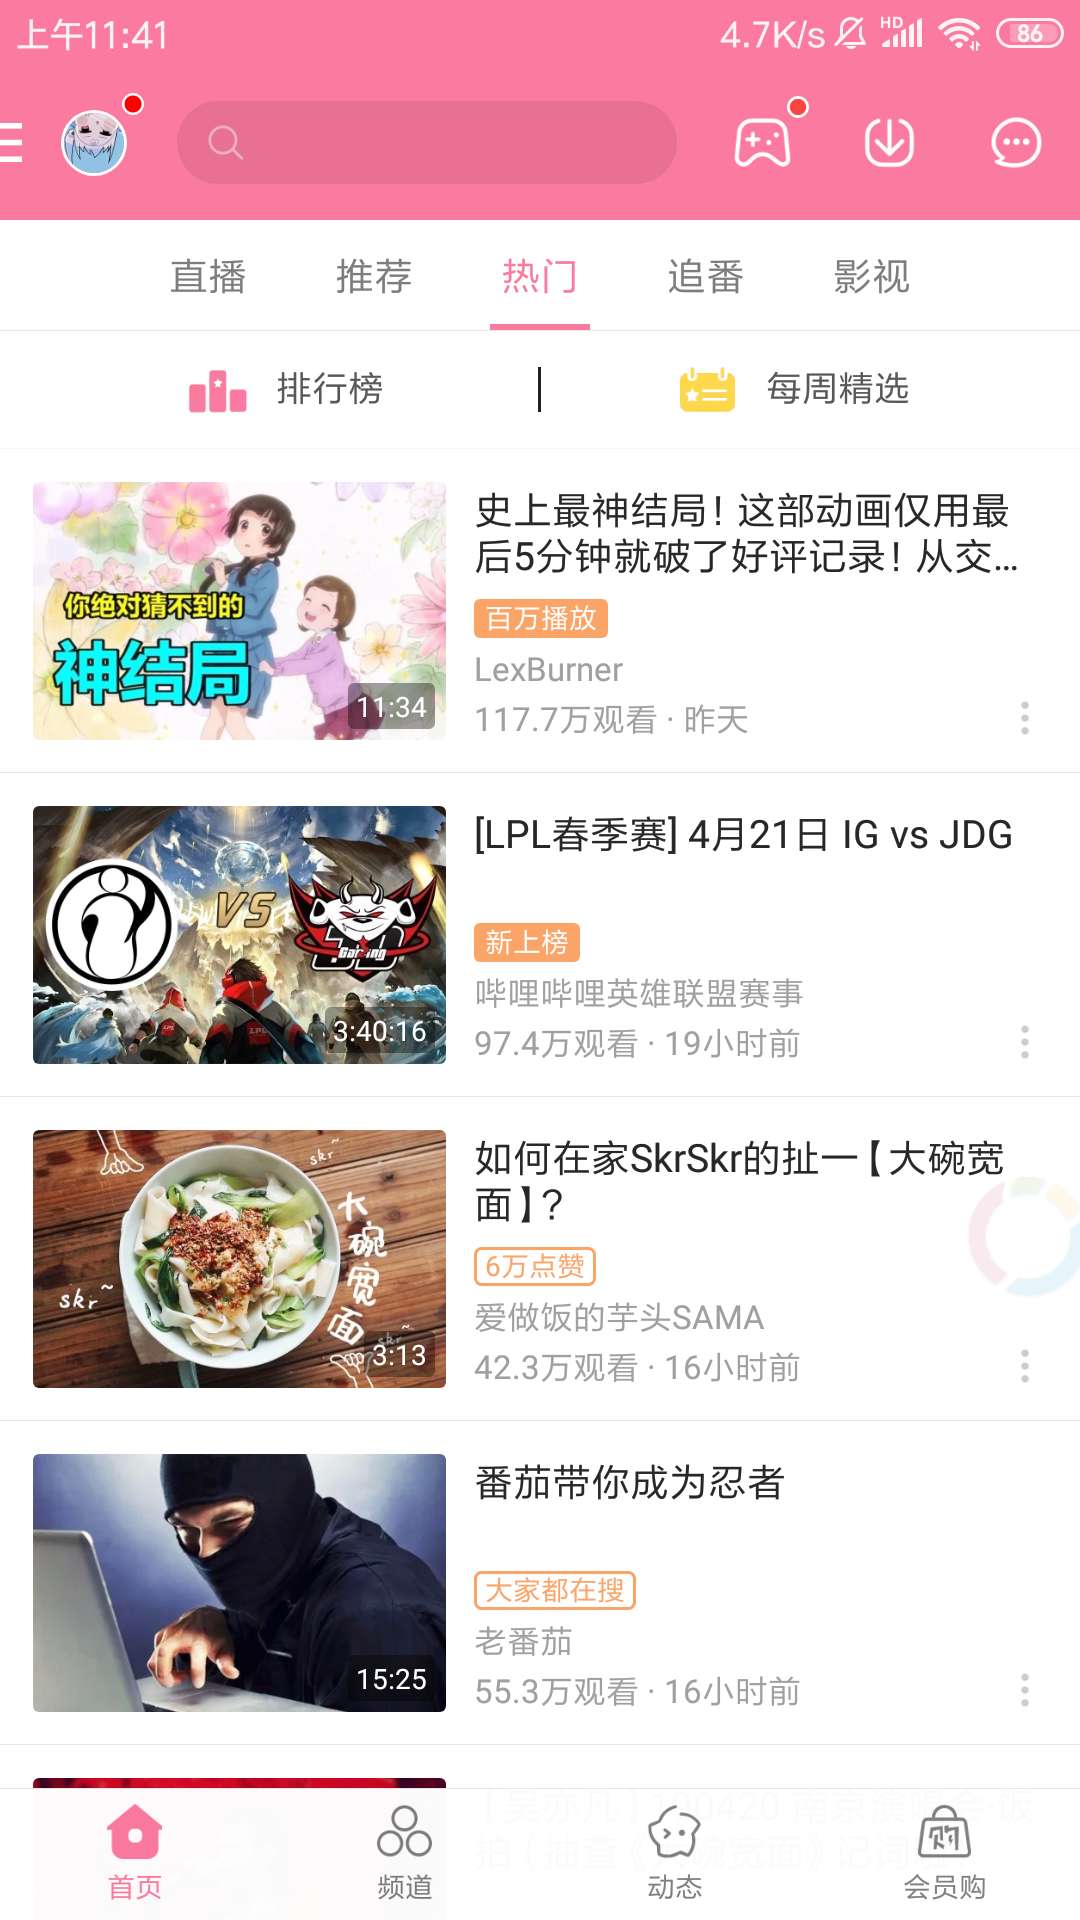 上午11:41
4.7K/s HD 86
直播 推荐 热门 追番 影视
排行榜 每周精选
史上最神结局！这部动画仅用最
后5分钟就破了好评记录！从交...
百万播放
LexBurner
117.7万观看 · 昨天
你绝对猜不到的
神结局
11:34
[LPL春季赛] 4月21日 IG vs JDG
新上榜
哔哩哔哩英雄联盟赛事
97.4万观看 · 19小时前
VS
Gaming
LPL
3:40:16
如何在家SkrSkr的扯一【大碗宽
面】？
6万点赞
爱做饭的芋头SAMA
42.3万观看 · 16小时前
skr~
大碗宽面
skr~
skr~
3:13
番茄带你成为忍者
大家都在搜
老番茄
55.3万观看 · 16小时前
15:25
首页 频道 动态 会员购